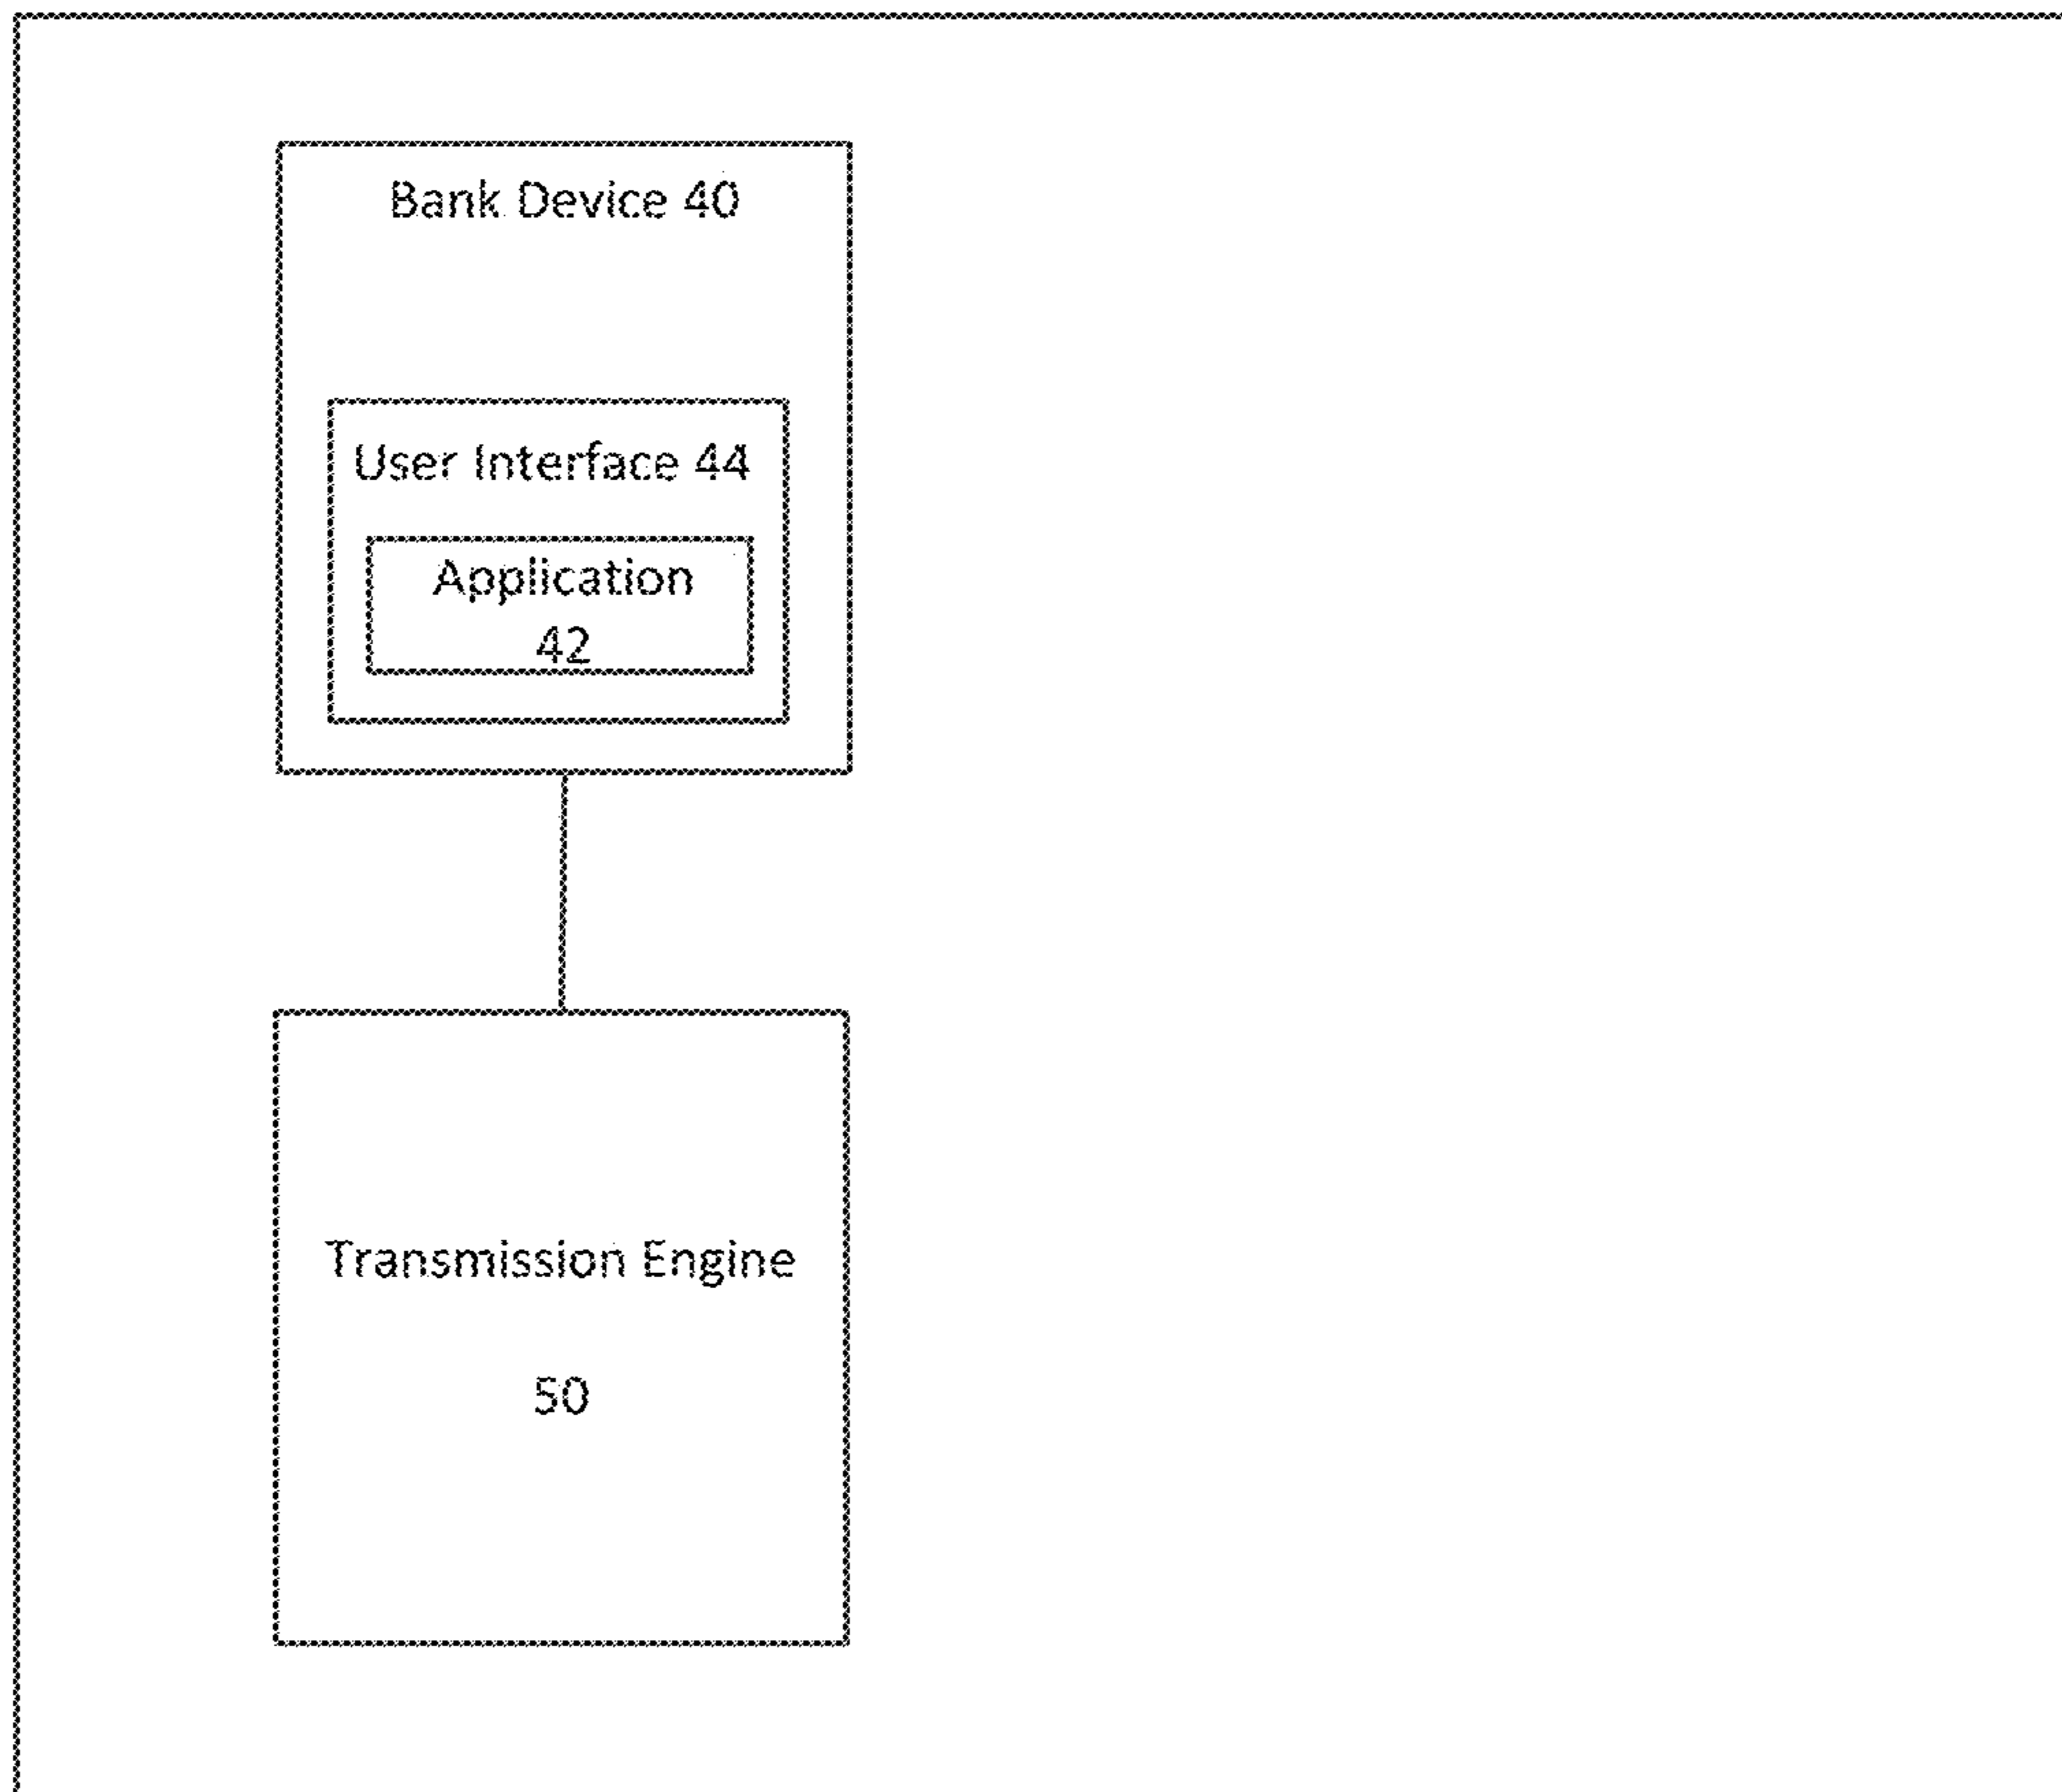 Bank Device 40
User Interface 44
Application
42
Transmission Engine
50